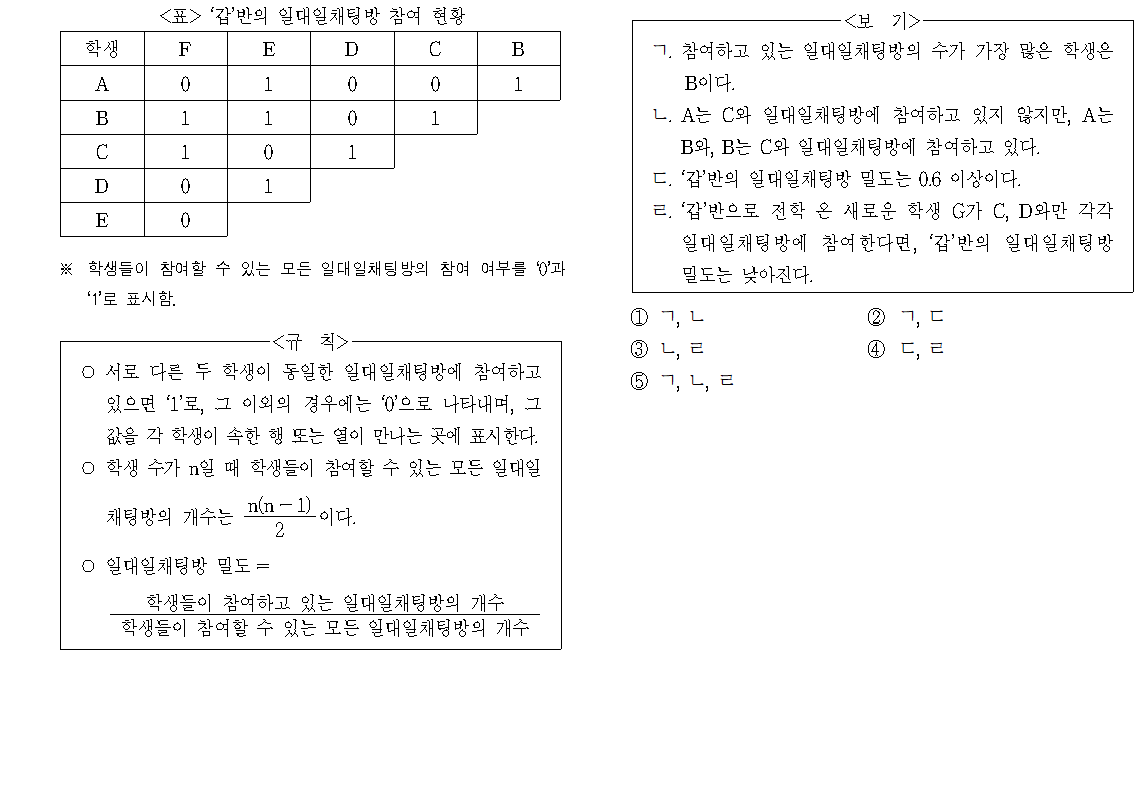 <표> ‘갑’반의 일대일채팅방 참여 현황
학생 F E D C B
A 0 1 0 0 1
B 1 1 0 1
C 1 0 1
D 0 1
E 0
※ 학생들이 참여할 수 있는 모든 일대일채팅방의 참여 여부를 ‘0’과
‘1’로 표시함.
<규 칙>
○ 서로 다른 두 학생이 동일한 일대일채팅방에 참여하고
있으면 ‘1’로, 그 이외의 경우에는 ‘0’으로 나타내며, 그
값을 각 학생이 속한 행 또는 열이 만나는 곳에 표시한다.
○ 학생 수가 n일 때 학생들이 참여할 수 있는 모든 일대일
채팅방의 개수는 n(n-1)/2 이다.
○ 일대일채팅방 밀도 =
학생들이 참여하고 있는 일대일채팅방의 개수
학생들이 참여할 수 있는 모든 일대일채팅방의 개수
<보 기>
ㄱ. 참여하고 있는 일대일채팅방의 수가 가장 많은 학생은
B이다.
ㄴ. A는 C와 일대일채팅방에 참여하고 있지 않지만, A는
B와, B는 C와 일대일채팅방에 참여하고 있다.
ㄷ. ‘갑’반의 일대일채팅방 밀도는 0.6 이상이다.
ㄹ. ‘갑’반으로 전학 온 새로운 학생 G가 C, D와만 각각
일대일채팅방에 참여한다면, ‘갑’반의 일대일채팅방
밀도는 낮아진다.
① ㄱ, ㄴ ② ㄱ, ㄷ
③ ㄴ, ㄹ ④ ㄷ, ㄹ
⑤ ㄱ, ㄴ, ㄹ